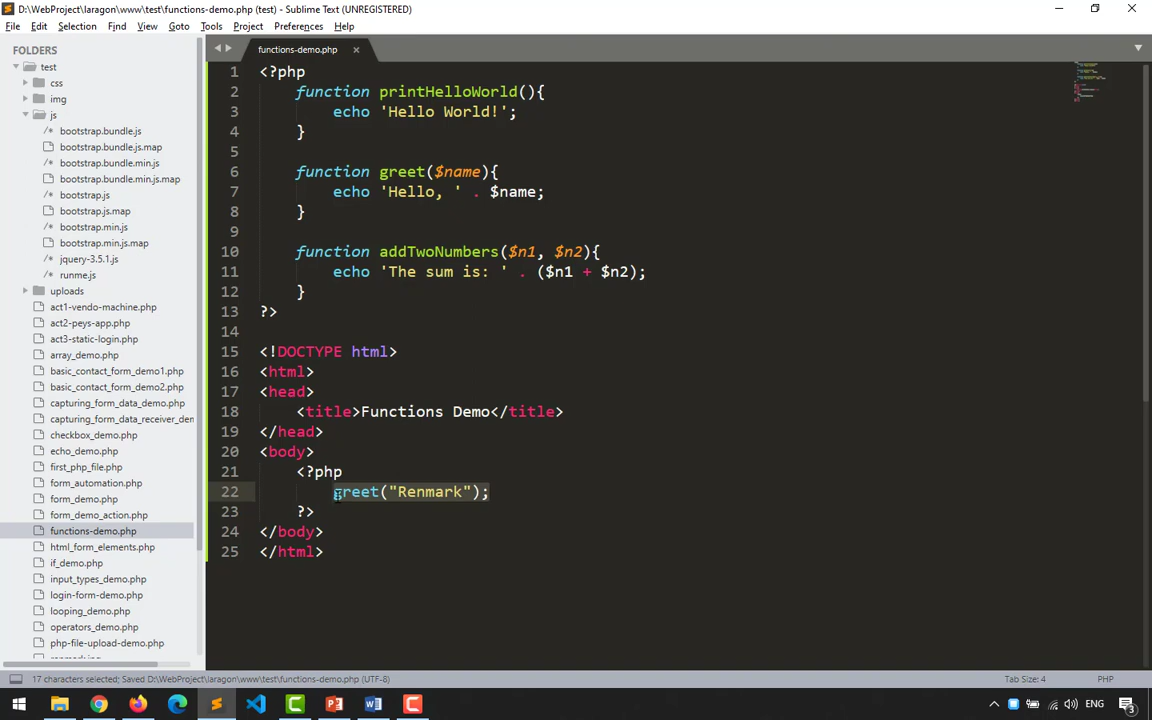 D:\WebProject\laragon\www\test\functions-demo.php (test) - Sublime Text (UNREGISTERED)
File Edit Selection Find View Goto Tools Project Preferences Help
FOLDERS
test
css
img
js
/* bootstrap.bundle.js
bootstrap.bundle.js.map
/* bootstrap.bundle.min.js
bootstrap.bundle.min.js.map
/* bootstrap.js
bootstrap.js.map
/* bootstrap.min.js
bootstrap.min.js.map
/* jquery-3.5.1.js
/* runme.js
uploads
act1-vendo-machine.php
act2-peys-app.php
act3-static-login.php
array_demo.php
basic_contact_form_demo1.php
basic_contact_form_demo2.php
capturing_form_data_demo.php
capturing_form_data_receiver_den
checkbox_demo.php
echo_demo.php
first_php_file.php
form_automation.php
form_demo.php
form_demo_action.php
functions-demo.php
html_form_elements.php
if_demo.php
input_types_demo.php
login-form-demo.php
looping_demo.php
operators_demo.php
php-file-upload-demo.php
functions-demo.php ×
1 <?php
2 function printHelloWorld(){
3 echo 'Hello World!';
4 }
5
6 function greet($name){
7 echo 'Hello, ' . $name;
8 }
9
10 function addTwoNumbers($n1, $n2){
11 echo 'The sum is: ' . ($n1 + $n2);
12 }
13 ?>
14
15 <!DOCTYPE html>
16 <html>
17 <head>
18 <title>Functions Demo</title>
19 </head>
20 <body>
21 <?php
22 greet("Renmark");
23 ?>
24 </body>
25 </html>
17 characters selected; Saved D:\WebProject\laragon\www\test\functions-demo.php (UTF-8)
Tab Size: 4
PHP
ENG
3